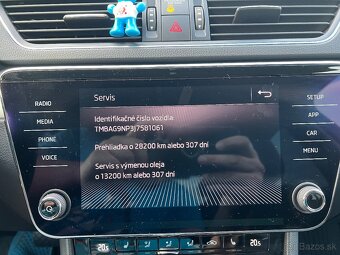 Servis
RADIO
MEDIA
PHONE
VOICE
Identifikačné číslo vozidla:
TMBAG9NP3J7581061
Prehliadka o 28200 km alebo 307 dní
Servis s výmenou oleja
o 13200 km alebo 307 dní
SETUP
APP
CAR
MENU
20.5
20.5
bazos.sk